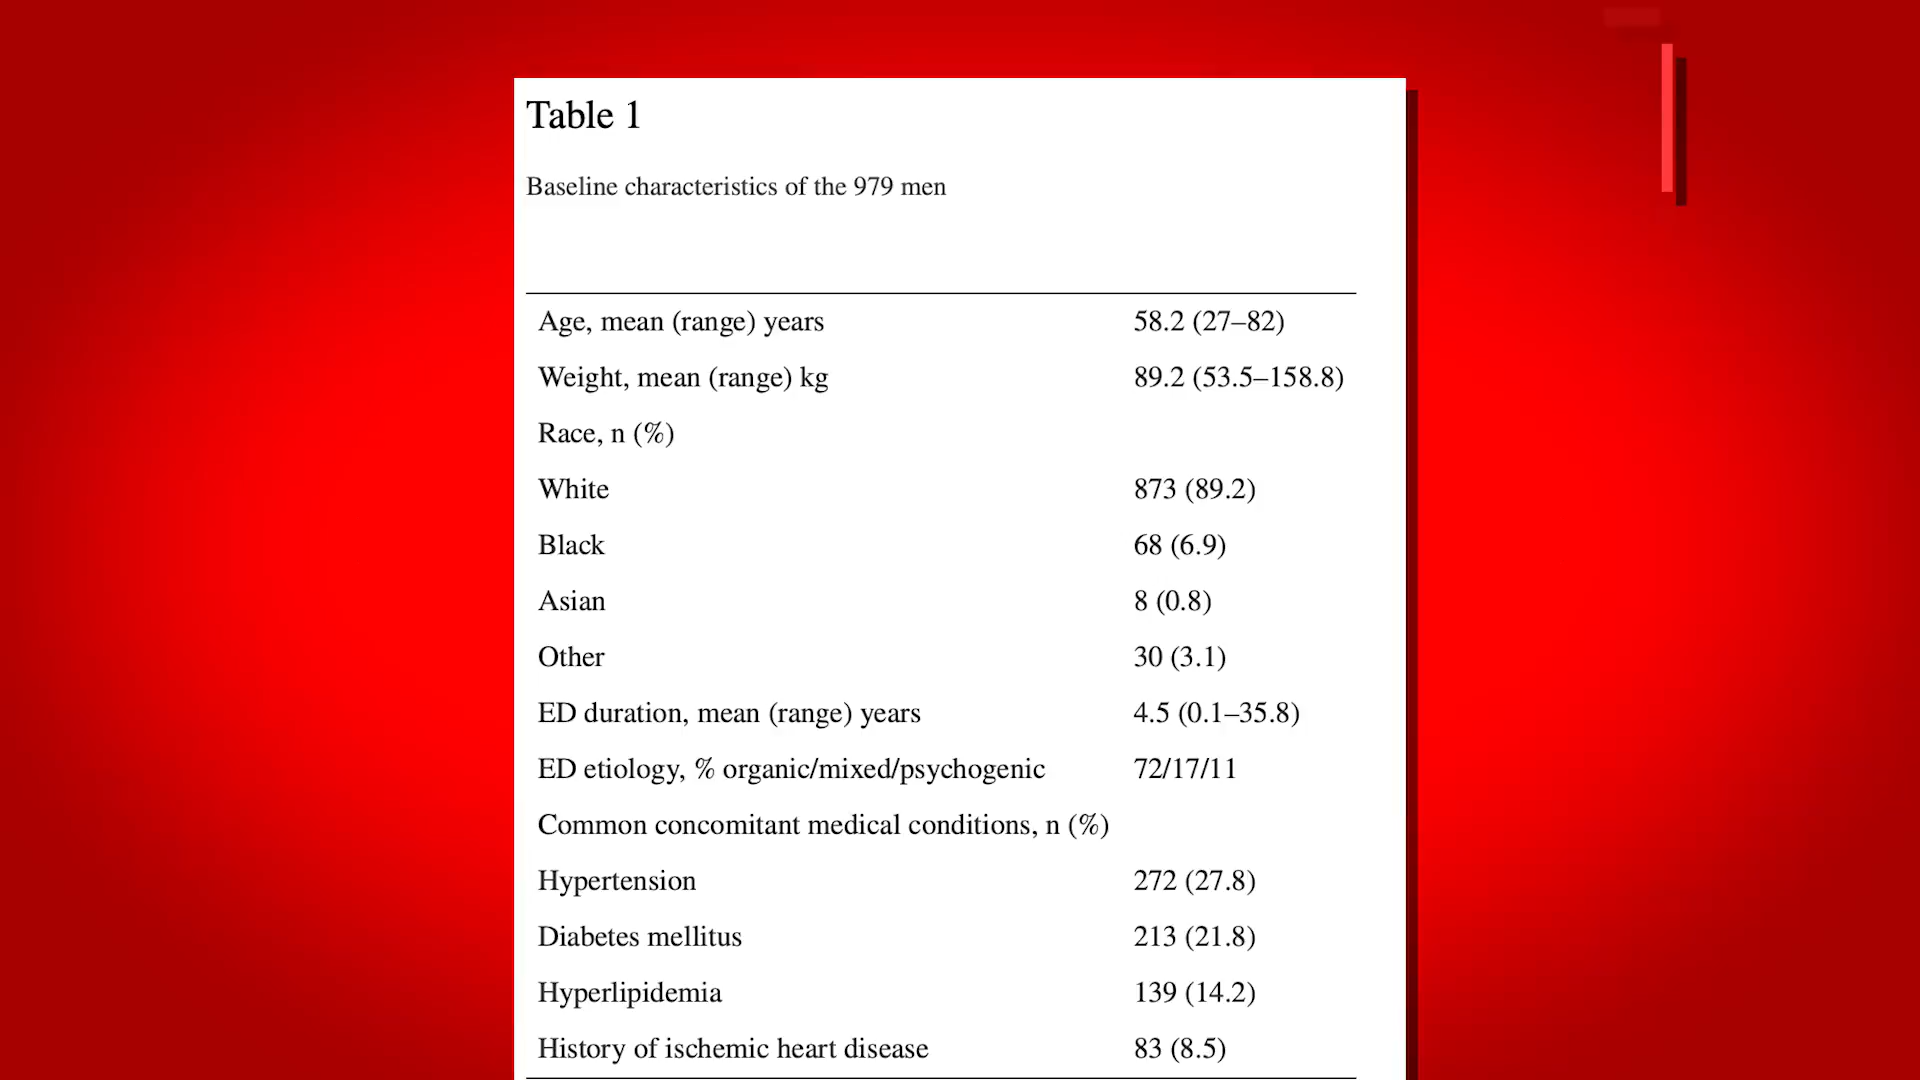 Table 1
Baseline characteristics of the 979 men
Age, mean (range) years 58.2 (27–82)
Weight, mean (range) kg 89.2 (53.5–158.8)
Race, n (%)
White 873 (89.2)
Black 68 (6.9)
Asian 8 (0.8)
Other 30 (3.1)
ED duration, mean (range) years 4.5 (0.1–35.8)
ED etiology, % organic/mixed/psychogenic 72/17/11
Common concomitant medical conditions, n (%)
Hypertension 272 (27.8)
Diabetes mellitus 213 (21.8)
Hyperlipidemia 139 (14.2)
History of ischemic heart disease 83 (8.5)